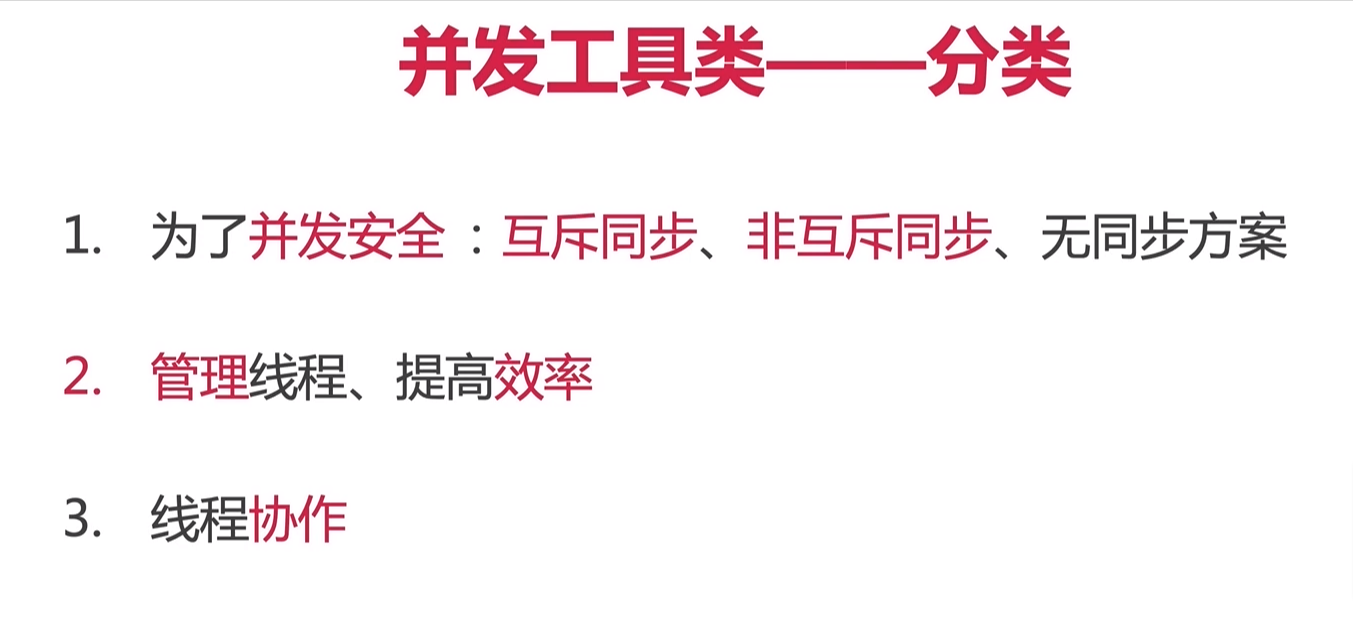 并发工具类——分类
1. 为了并发安全：互斥同步、非互斥同步、无同步方案
2. 管理线程、提高效率
3. 线程协作